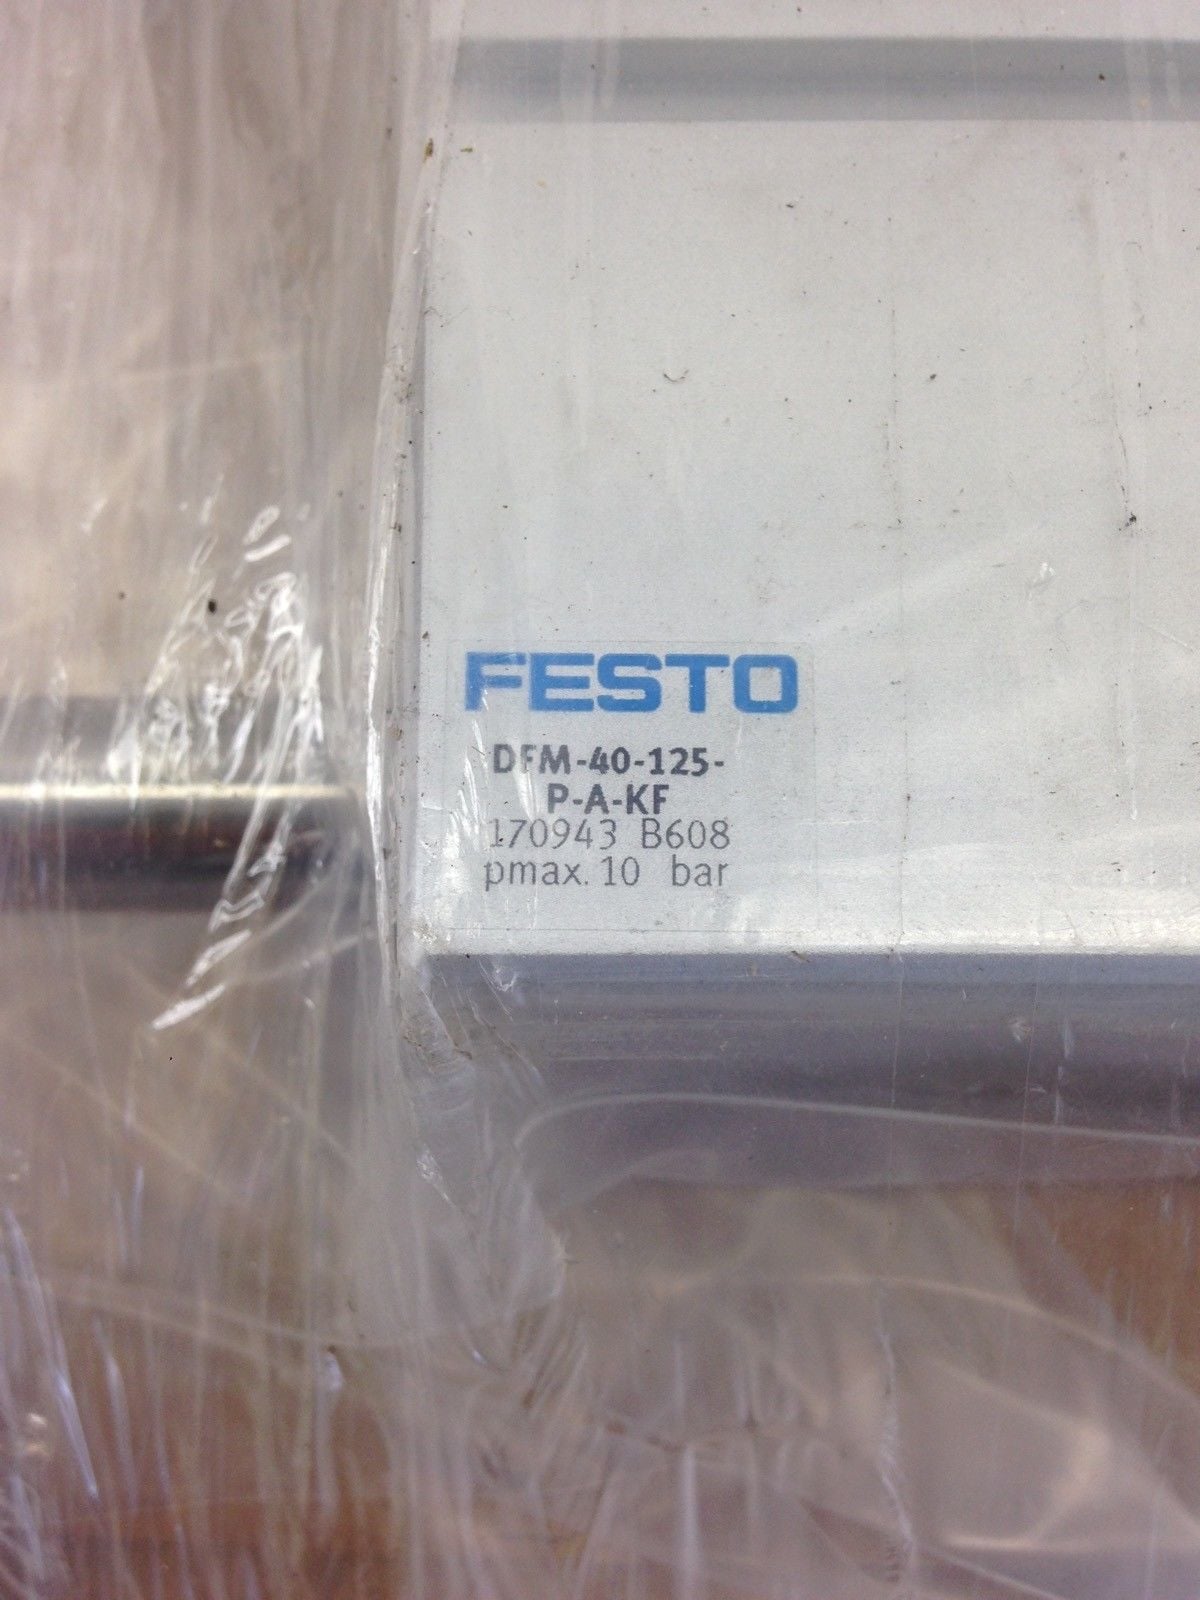 FESTO
DFM-40-125-
P-A-KF
170943 B608
pmax. 10 bar